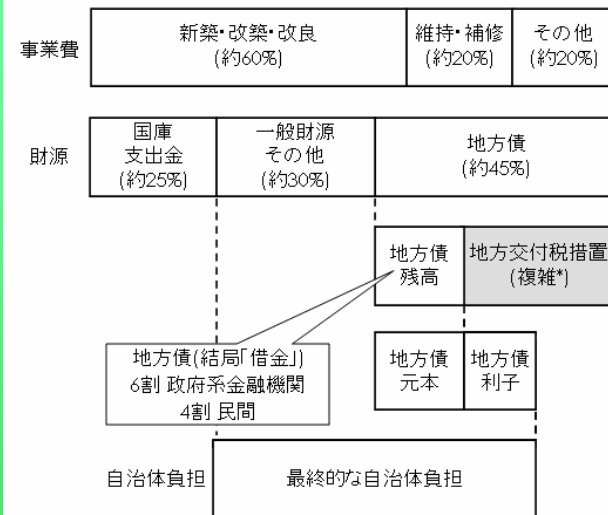 事業費
新築・改築・改良
(約60%)
維持・補修
(約20%)
その他
(約20%)
財源
国庫
支出金
(約25%)
一般財源
その他
(約30%)
地方債
(約45%)
地方債
残高
地方交付税措置
(複雑*)
地方債(結局「借金」)
6割 政府系金融機関
4割 民間
地方債
元本
地方債
利子
自治体負担
最終的な自治体負担